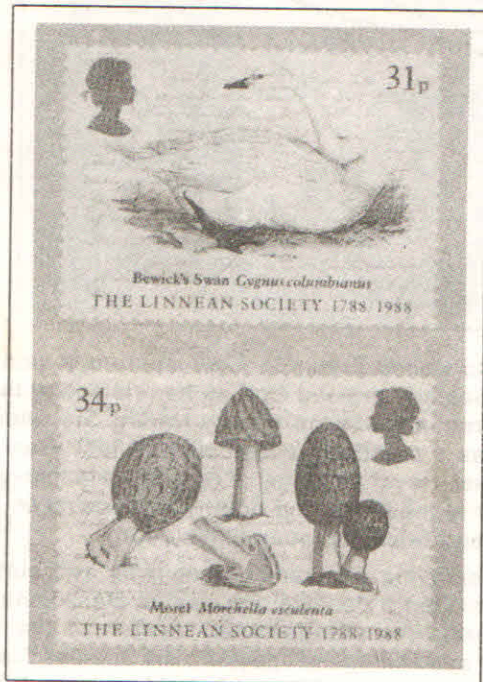 31p
Bewick's Swan Cygnus columbianus
THE LINNEAN SOCIETY 1788-1988
34p
Morel Morchella esculenta
THE LINNEAN SOCIETY 1788-1988